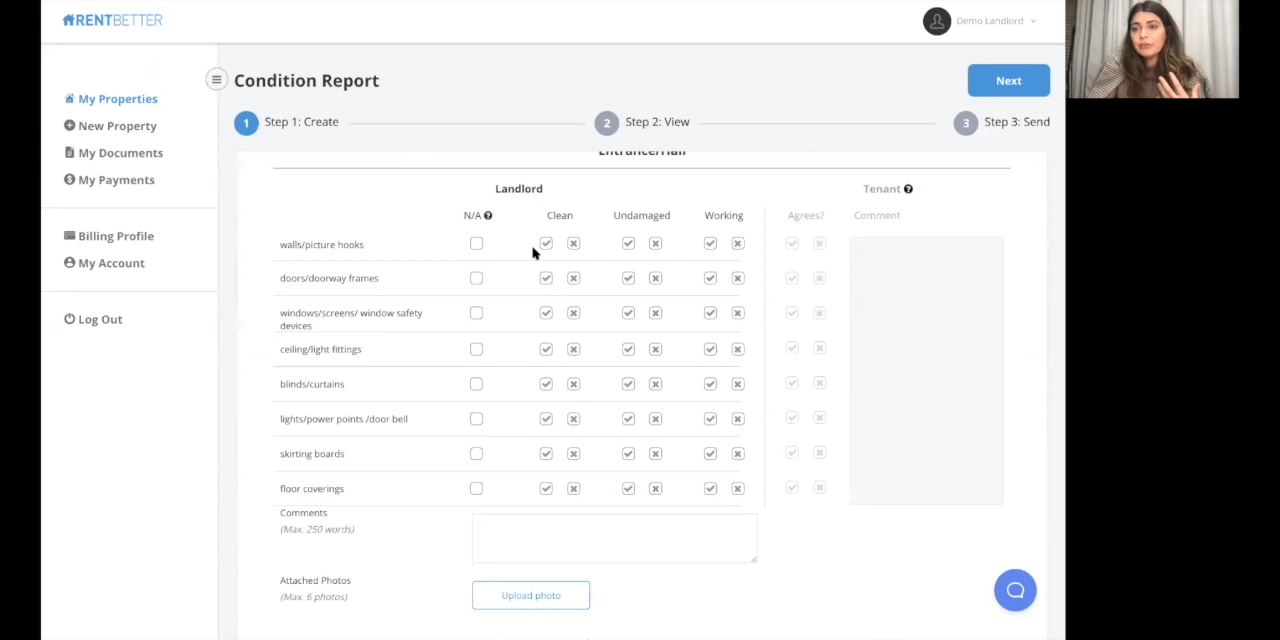 RENTBETTER
Demo Landlord
My Properties
New Property
My Documents
My Payments
Billing Profile
My Account
Log Out
Condition Report
Next
1 Step 1: Create
2 Step 2: View
3 Step 3: Send
Entrance/Hall
Landlord
Tenant
N/A Clean Undamaged Working Agrees? Comment
walls/picture hooks
doors/doorway frames
windows/screens/ window safety
devices
ceiling/light fittings
blinds/curtains
lights/power points /door bell
skirting boards
floor coverings
Comments
(Max. 250 words)
Attached Photos
(Max. 6 photos)
Upload photo